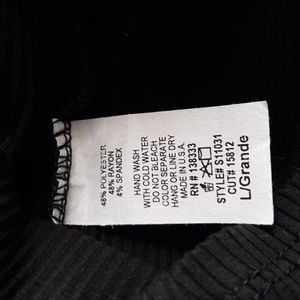 48% POLYESTER
48% RAYON
4% SPANDEX
HAND WASH
WITH COLD WATER
DO NOT BLEACH
COLOR SEPARATE
HANG OR LINE DRY
MADE IN U.S.A.
RN # 138333
STYLE# S11031
CUT# 15812
L/Grande